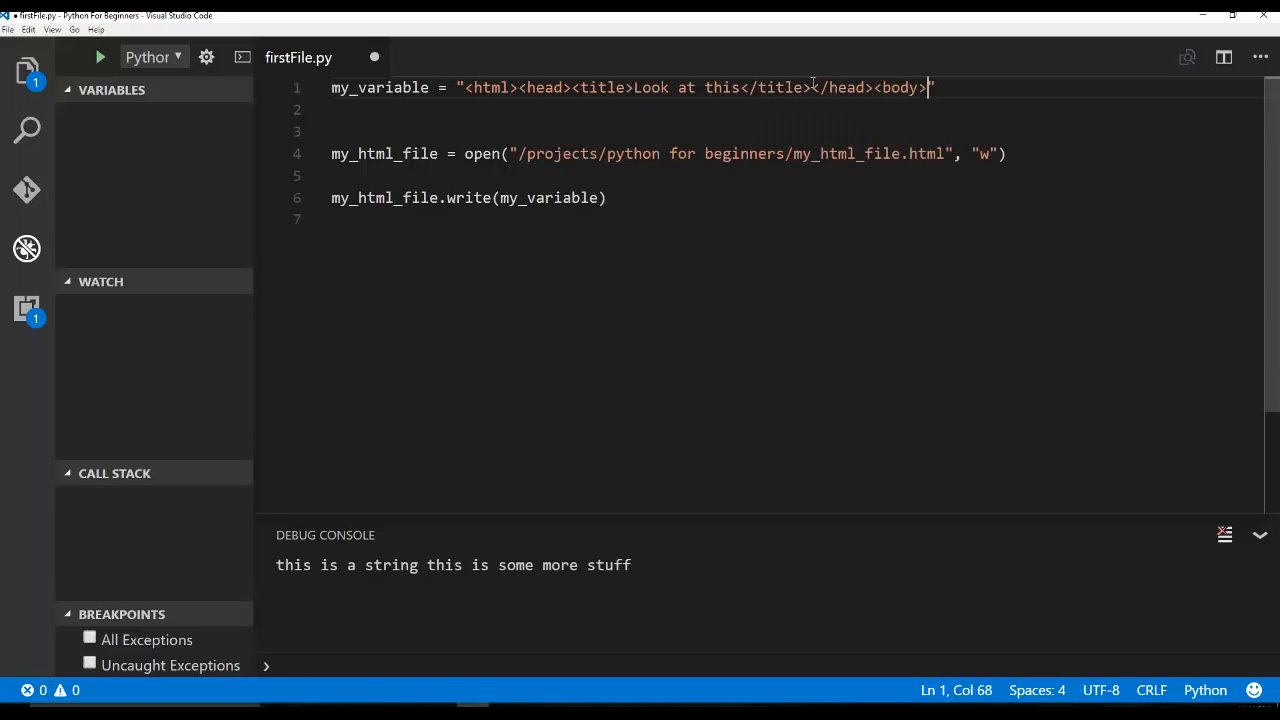 firstFile.py - Python For Beginners - Visual Studio Code
File Edit View Go Help
1
Python
firstFile.py
VARIABLES
1 my_variable = "<html><head><title>Look at this</title></head><body>"
2
3
4 my_html_file = open("/projects/python for beginners/my_html_file.html", "w")
5
6 my_html_file.write(my_variable)
7
WATCH
1
CALL STACK
DEBUG CONSOLE
this is a string this is some more stuff
BREAKPOINTS
All Exceptions
Uncaught Exceptions
0 0 Ln 1, Col 68 Spaces: 4 UTF-8 CRLF Python